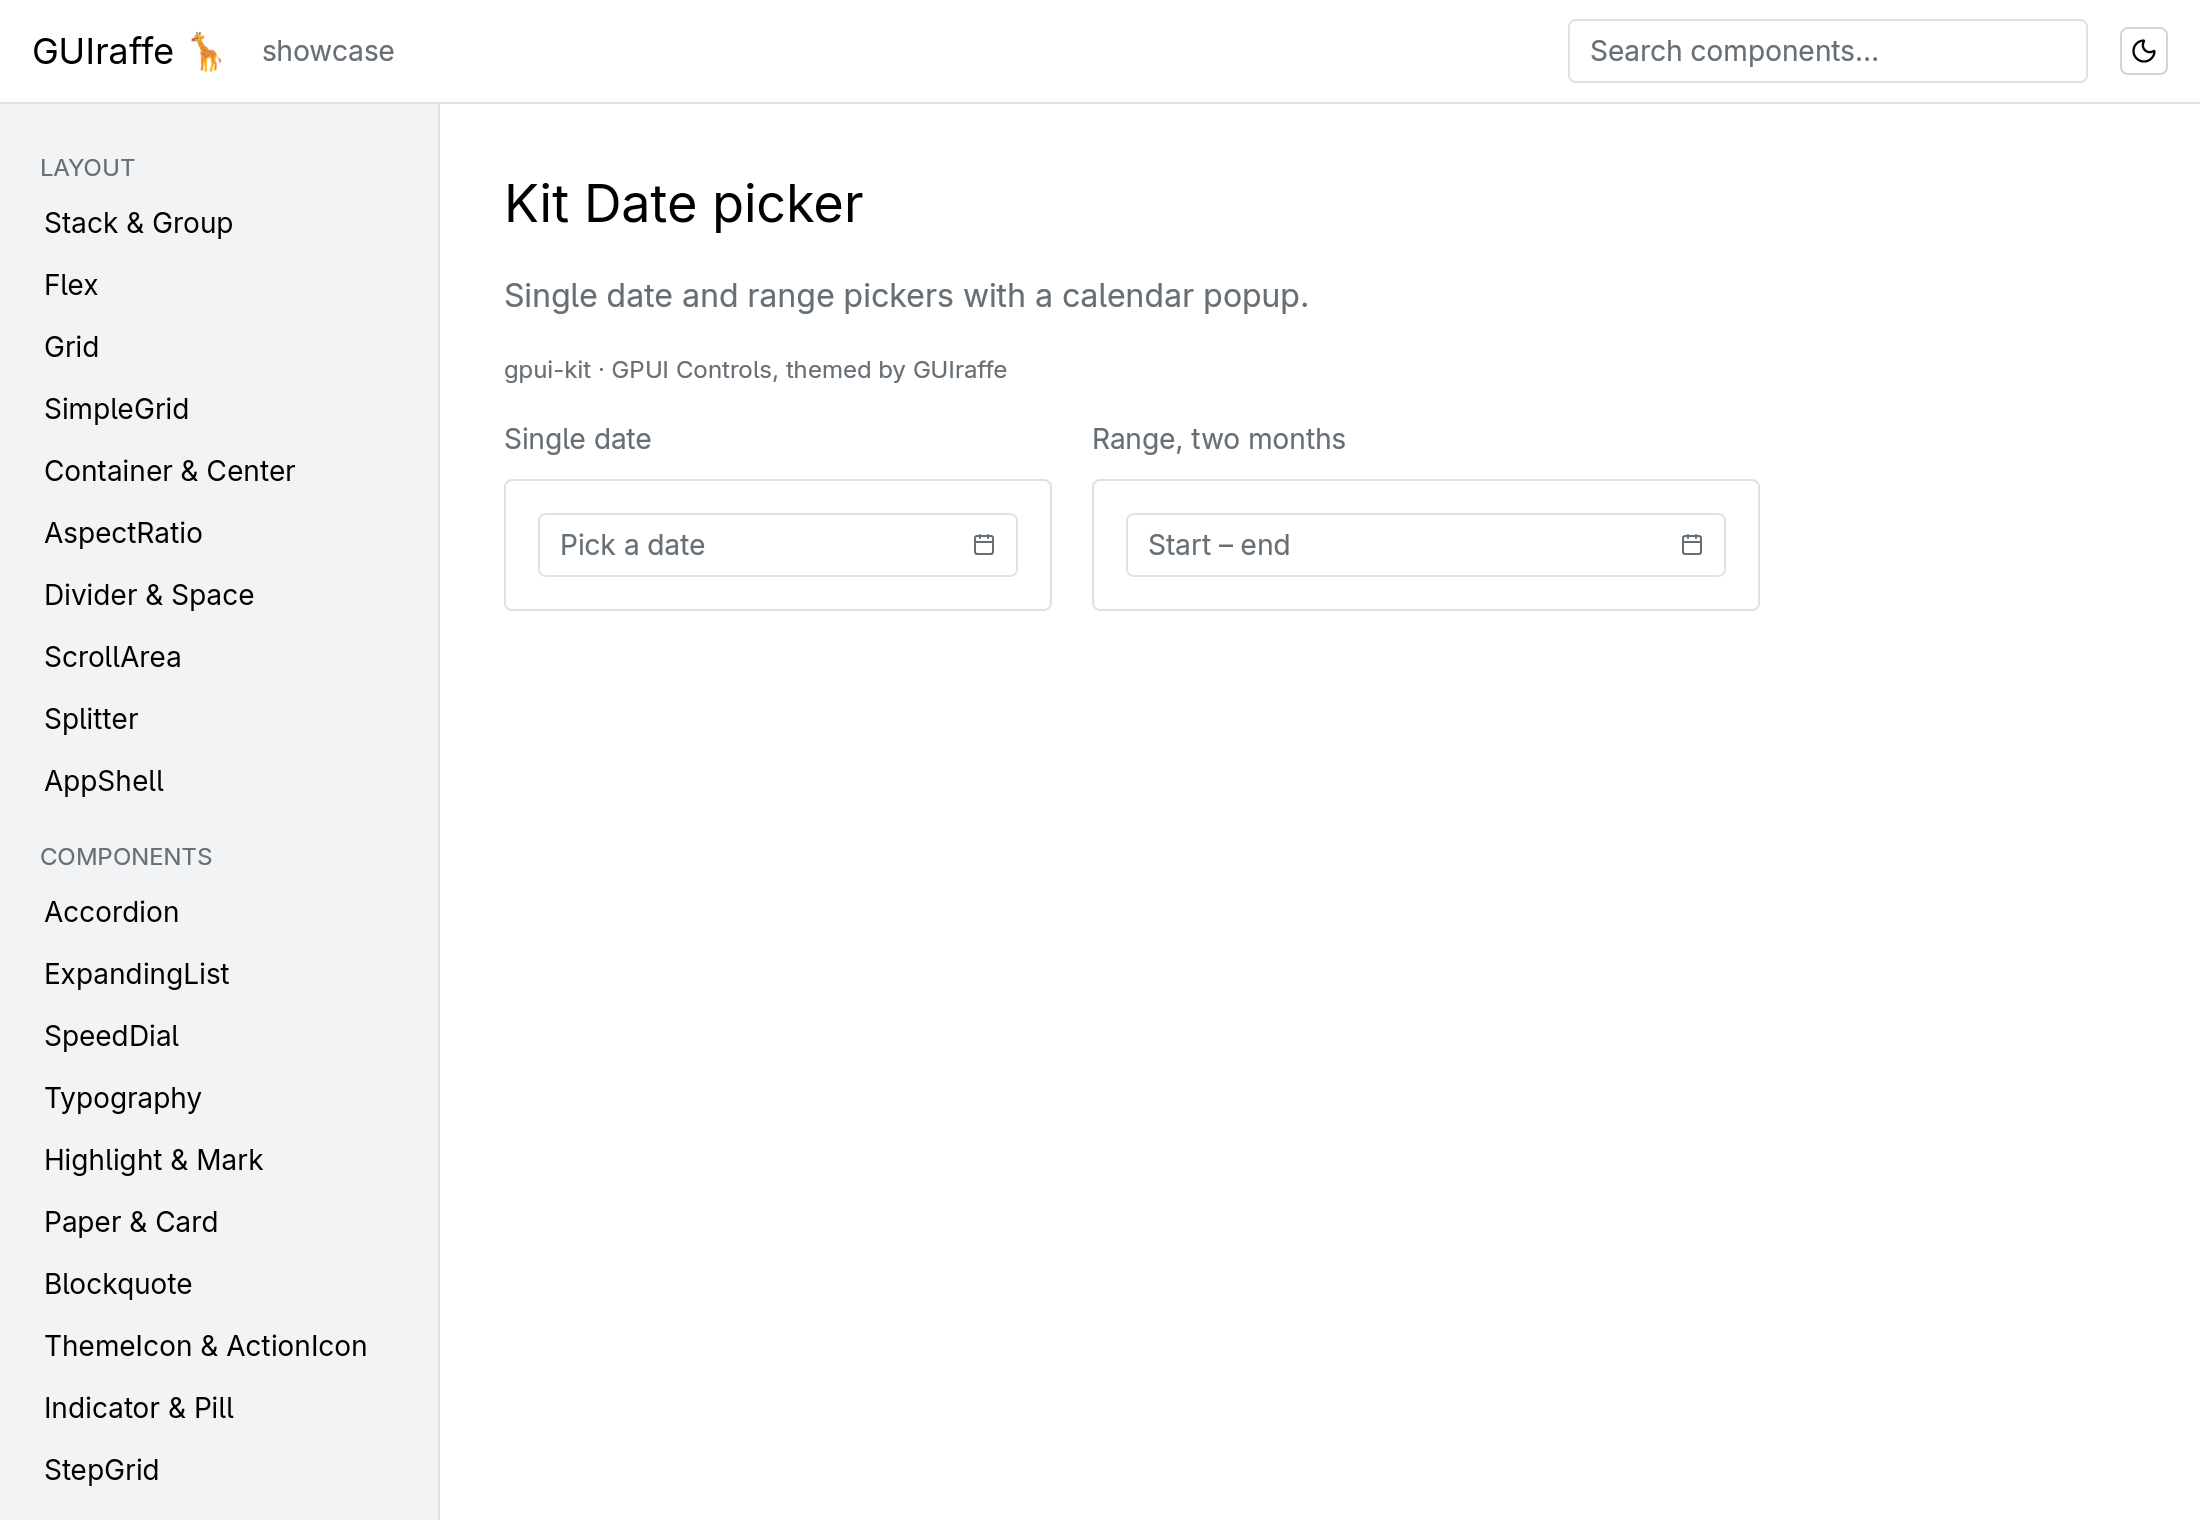 GUIraffe 🦒 showcase
Search components...
LAYOUT
Stack & Group
Flex
Grid
SimpleGrid
Container & Center
AspectRatio
Divider & Space
ScrollArea
Splitter
AppShell
COMPONENTS
Accordion
ExpandingList
SpeedDial
Typography
Highlight & Mark
Paper & Card
Blockquote
ThemeIcon & ActionIcon
Indicator & Pill
StepGrid
Kit Date picker
Single date and range pickers with a calendar popup.
gpui-kit · GPUI Controls, themed by GUIraffe
Single date
Pick a date
Range, two months
Start – end